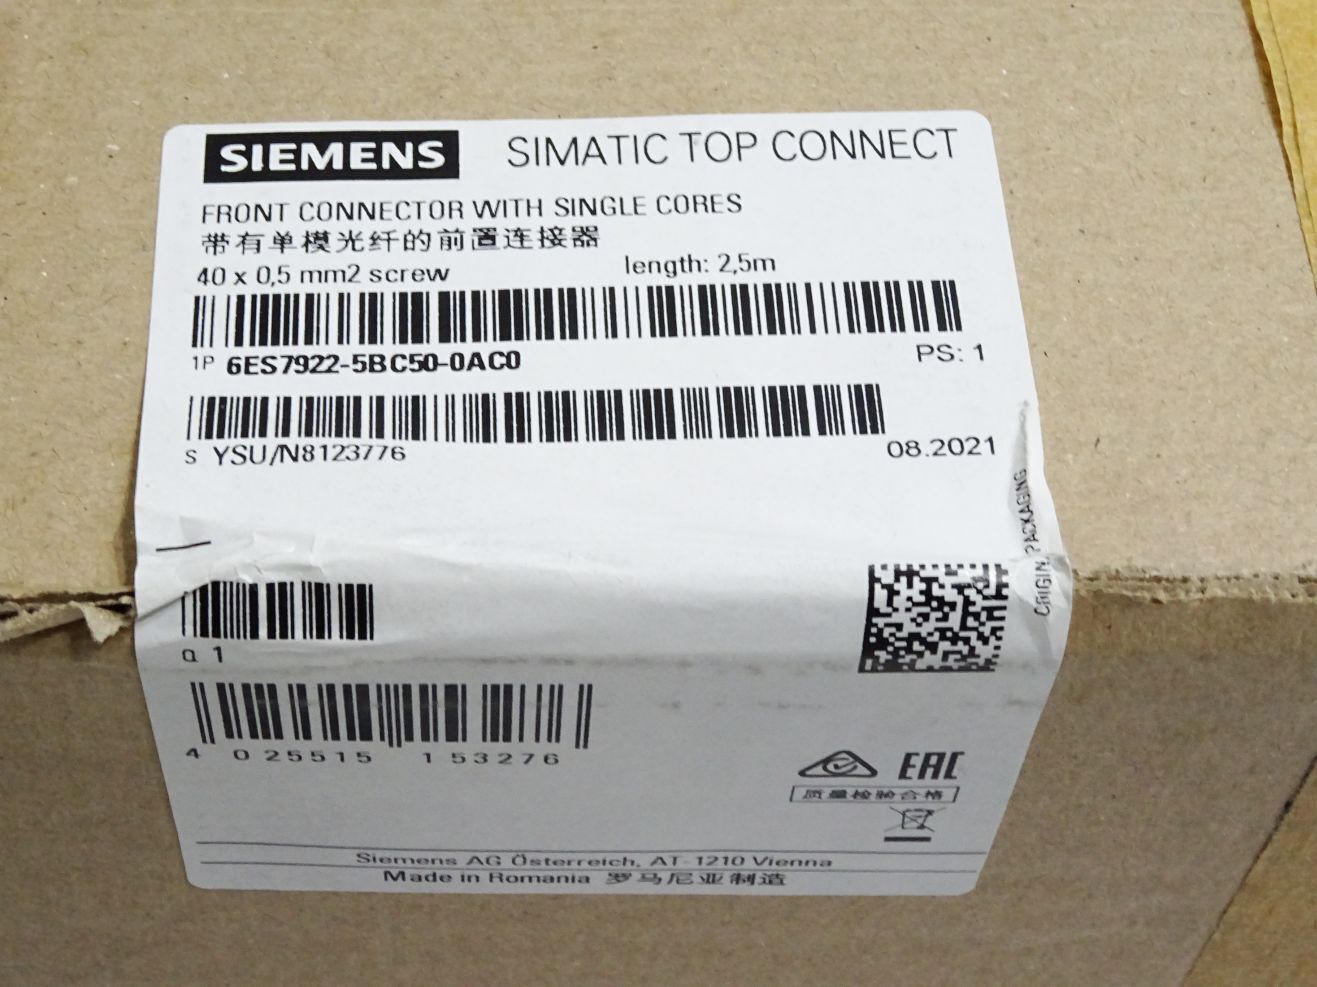 SIEMENS SIMATIC TOP CONNECT
FRONT CONNECTOR WITH SINGLE CORES
带有单模光纤的前置连接器
40 x 0,5 mm2 screw length: 2,5m
1P 6ES7922-5BC50-0AC0 PS: 1
S YSU/N8123776 08.2021
ORIGIN. PACKAGING
Q 1
4 025515 153276
EAC
质量检验合格
Siemens AG Österreich, AT-1210 Vienna
Made in Romania 罗马尼亚制造